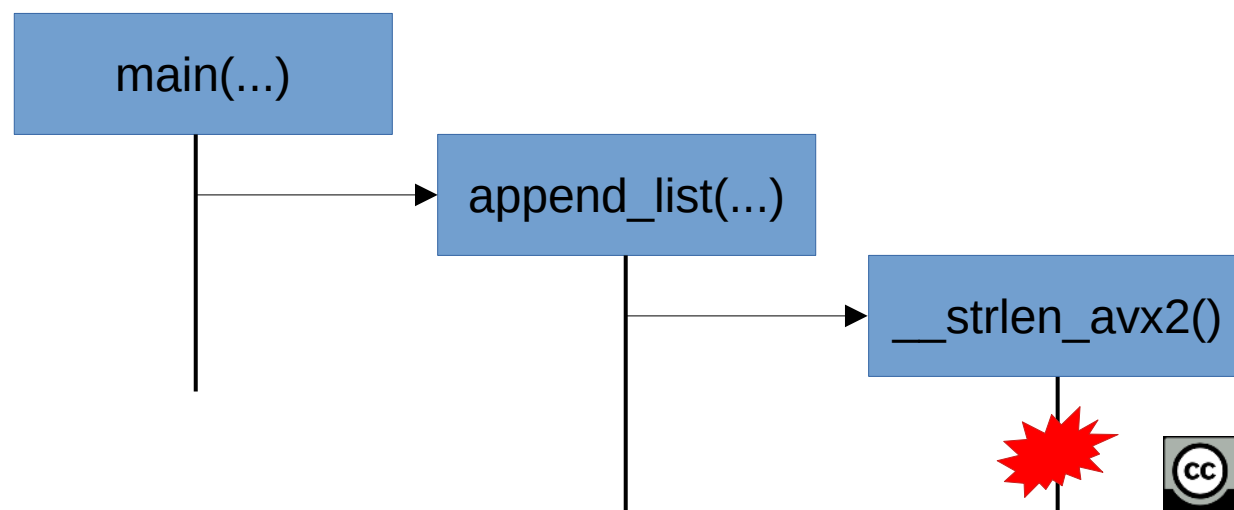 main(...)
append_list(...)
__strlen_avx2()
cc